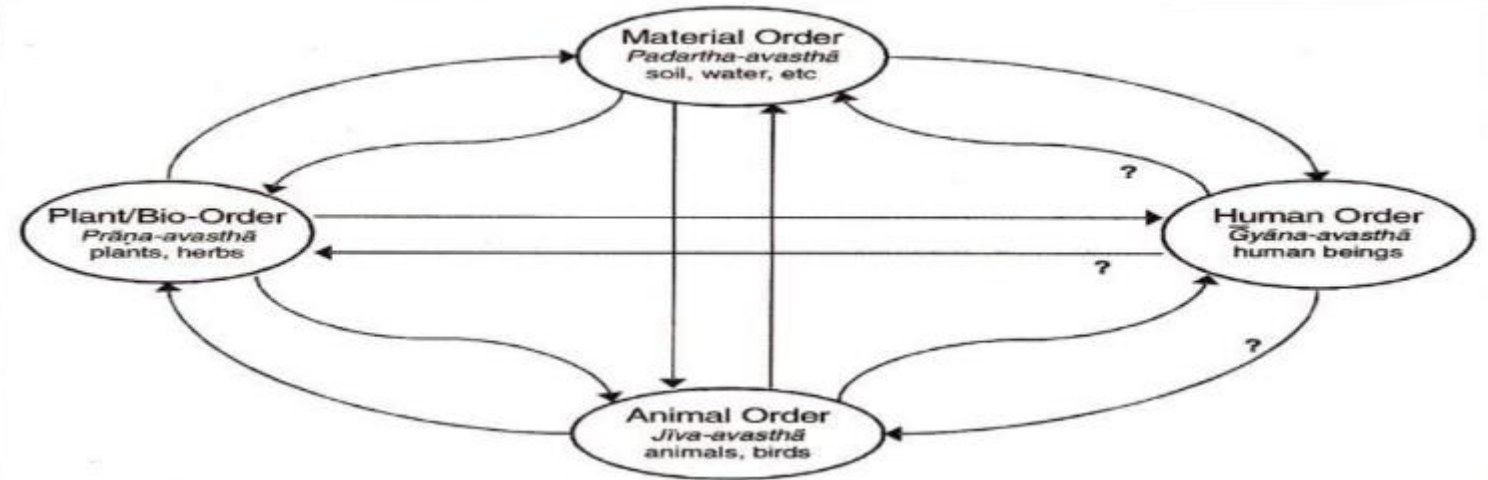 Material Order
Padartha-avasthā
soil, water, etc
?
Plant/Bio-Order
Prāṇa-avasthā
plants, herbs
Human Order
G̅yāna-avasthā
human beings
?
?
Animal Order
Jīva-avasthā
animals, birds